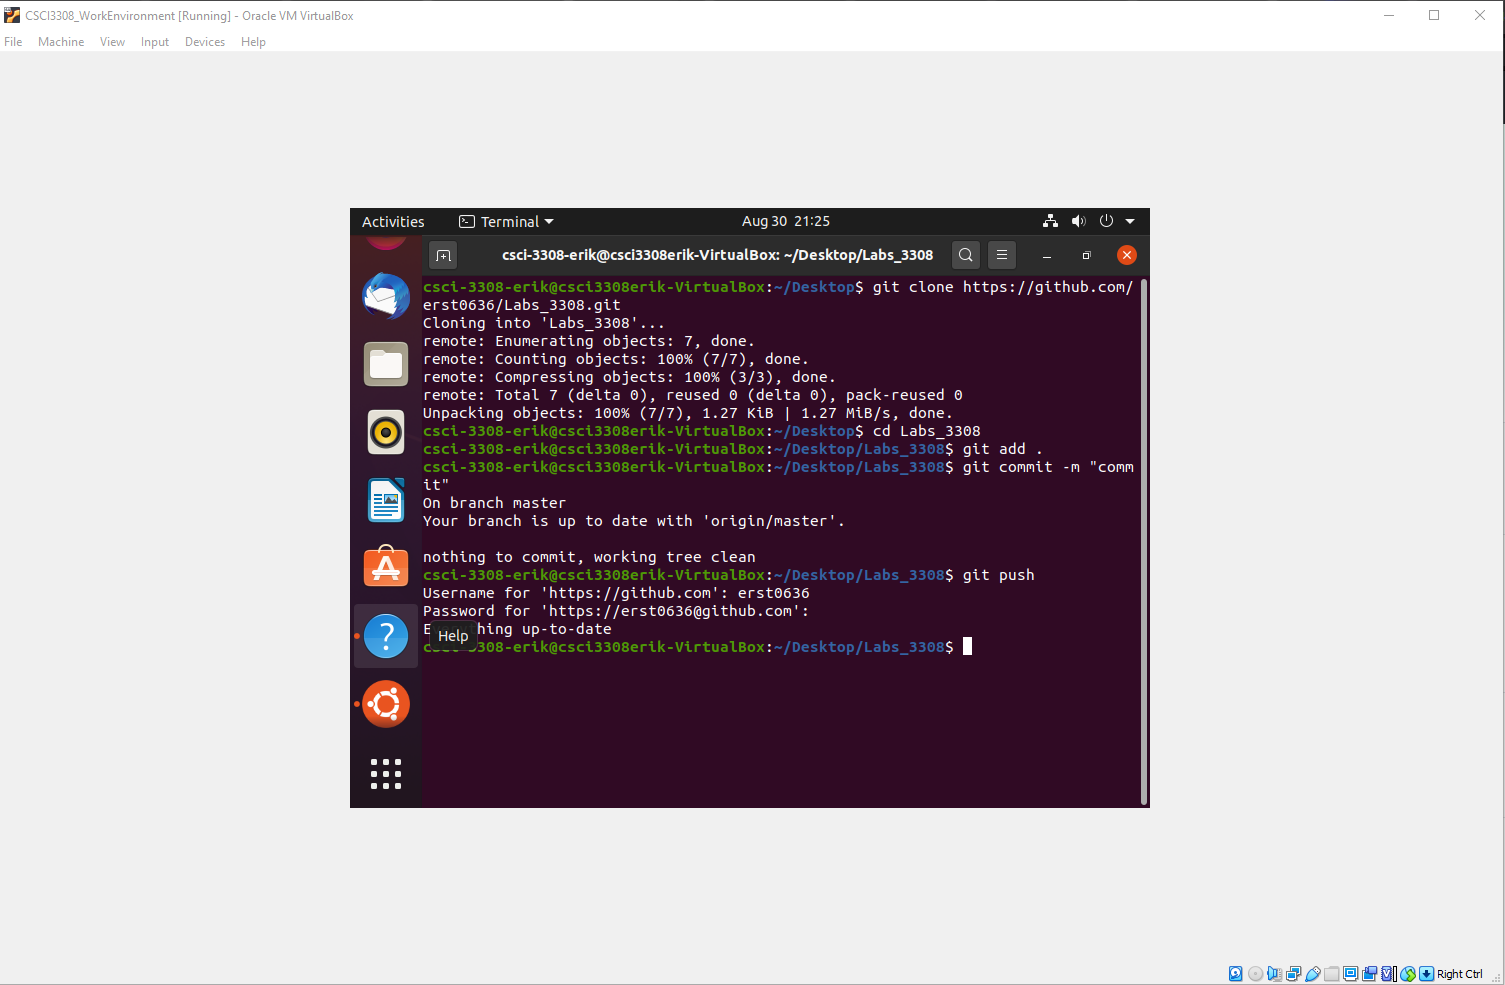 CSCI3308_WorkEnvironment [Running] - Oracle VM VirtualBox
File Machine View Input Devices Help
Activities Terminal Aug 30 21:25
csci-3308-erik@csci3308erik-VirtualBox: ~/Desktop/Labs_3308
csci-3308-erik@csci3308erik-VirtualBox:~/Desktop$ git clone https://github.com/
erst0636/Labs_3308.git
Cloning into 'Labs_3308'...
remote: Enumerating objects: 7, done.
remote: Counting objects: 100% (7/7), done.
remote: Compressing objects: 100% (3/3), done.
remote: Total 7 (delta 0), reused 0 (delta 0), pack-reused 0
Unpacking objects: 100% (7/7), 1.27 KiB | 1.27 MiB/s, done.
csci-3308-erik@csci3308erik-VirtualBox:~/Desktop$ cd Labs_3308
csci-3308-erik@csci3308erik-VirtualBox:~/Desktop/Labs_3308$ git add .
csci-3308-erik@csci3308erik-VirtualBox:~/Desktop/Labs_3308$ git commit -m "comm
it"
On branch master
Your branch is up to date with 'origin/master'.
nothing to commit, working tree clean
csci-3308-erik@csci3308erik-VirtualBox:~/Desktop/Labs_3308$ git push
Username for 'https://github.com': erst0636
Password for 'https://erst0636@github.com':
Everything up-to-date
Help
csci-3308-erik@csci3308erik-VirtualBox:~/Desktop/Labs_3308$
Right Ctrl